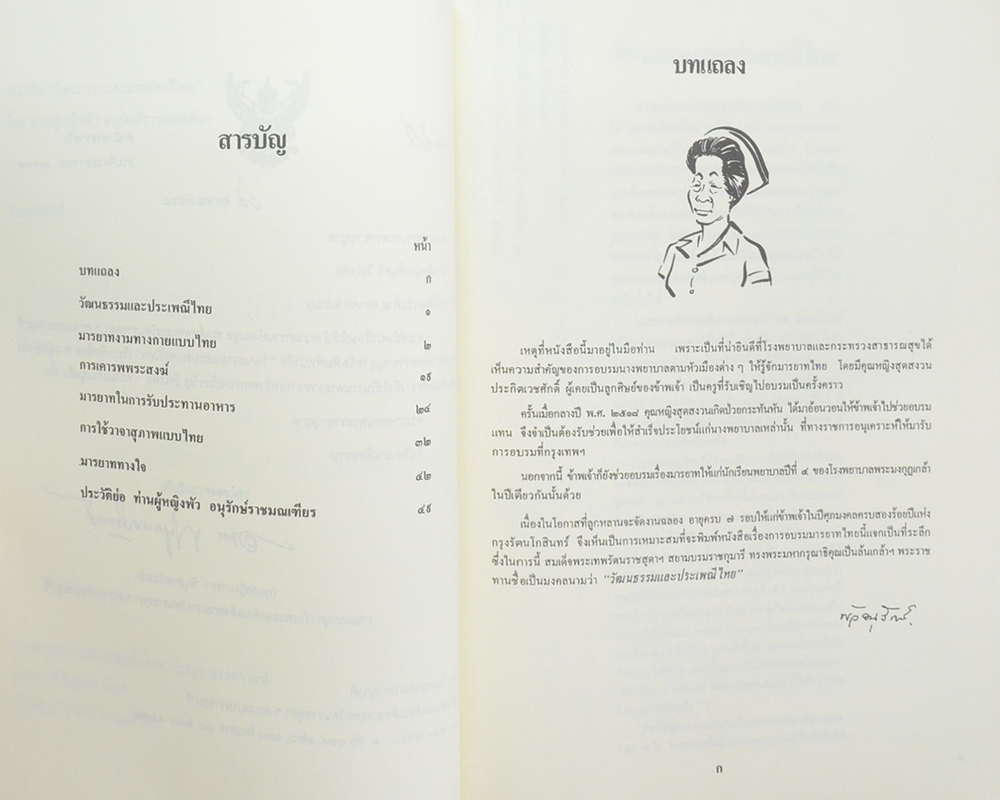 สารบัญ
หน้า
บทแถลง ก
วัฒนธรรมและประเพณีไทย ๑
มารยาทงามทางกายแบบไทย ๒
การเคารพพระสงฆ์ ๑๙
มารยาทในการรับประทานอาหาร ๒๔
การใช้วาจาสุภาพแบบไทย ๓๒
มารยาททางใจ ๔๒
ประวัติย่อ ท่านผู้หญิงพัว อนุรักษ์ราชมณเฑียร ๔๙
บทแถลง
เหตุที่หนังสือนี้มาอยู่ในมือท่าน เพราะเป็นที่น่ายินดีที่โรงพยาบาลและกระทรวงสาธารณสุขได้
เห็นความสำคัญของการอบรมนางพยาบาลตามหัวเมืองต่าง ๆ ให้รู้จักมารยาทไทย โดยมีคุณหญิงสุดสงวน
ประกิตเวชศักดิ์ ผู้เคยเป็นลูกศิษย์ของข้าพเจ้า เป็นครูที่รับเชิญไปอบรมเป็นครั้งคราว
ครั้นเมื่อกลางปี พ.ศ. ๒๕๑๙ คุณหญิงสุดสงวนเกิดป่วยกระทันหัน ได้มาอ้อนวอนให้ข้าพเจ้าไปช่วยอบรม
แทน จึงจำเป็นต้องรับช่วยเพื่อให้สำเร็จประโยชน์แก่นางพยาบาลเหล่านั้น ที่ทางราชการอนุเคราะห์ให้มารับ
การอบรมที่กรุงเทพฯ
นอกจากนี้ ข้าพเจ้าก็ยังช่วยอบรมเรื่องมารยาทให้แก่นักเรียนพยาบาลปีที่ ๔ ของโรงพยาบาลพระมงกุฎเกล้า
ในปีเดียวกันนั้นด้วย
เนื่องในโอกาสที่ลูกหลานจะจัดงานฉลอง อายุครบ ๗ รอบให้แก่ข้าพเจ้าในปีศุภมงคลครบสองร้อยปีแห่ง
กรุงรัตนโกสินทร์ จึงเห็นเป็นการเหมาะสมที่จะพิมพ์หนังสือเรื่องการอบรมมารยาทไทยนี้แจกเป็นที่ระลึก
ซึ่งในการนี้ สมเด็จพระเทพรัตนราชสุดาฯ สยามบรมราชกุมารี ทรงพระมหากรุณาธิคุณเป็นล้นเกล้าฯ พระราช
ทานชื่อเป็นมงคลนามว่า “วัฒนธรรมและประเพณีไทย”
พัวอนุรักษ์
ก